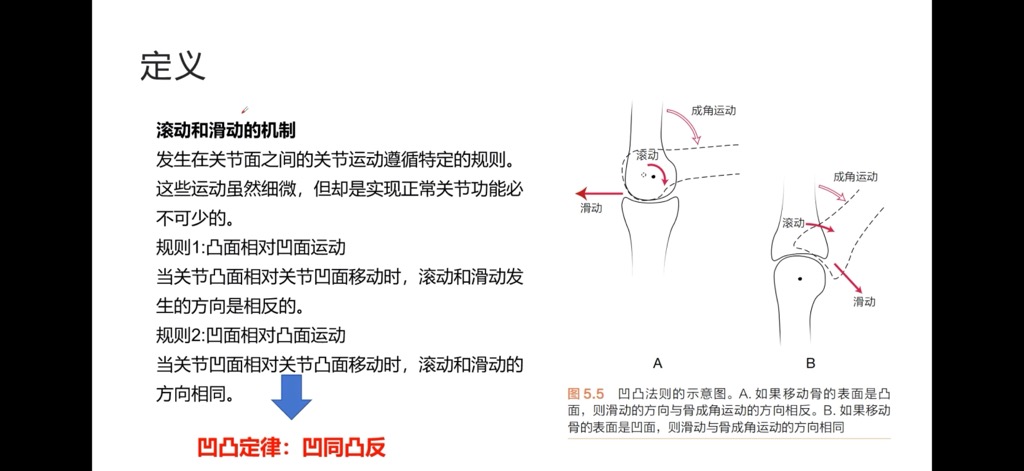 定义
滚动和滑动的机制
发生在关节面之间的关节运动遵循特定的规则。
这些运动虽然细微，但却是实现正常关节功能必
不可少的。
规则1:凸面相对凹面运动
当关节凸面相对关节凹面移动时，滚动和滑动发
生的方向是相反的。
规则2:凹面相对凸面运动
当关节凹面相对关节凸面移动时，滚动和滑动的
方向相同。
凹凸定律：凹同凸反
成角运动
滚动
滑动
A
成角运动
滚动
滑动
B
图 5.5 凹凸法则的示意图。A. 如果移动骨的表面是凸
面，则滑动的方向与骨成角运动的方向相反。B. 如果移动
骨的表面是凹面，则滑动与骨成角运动的方向相同